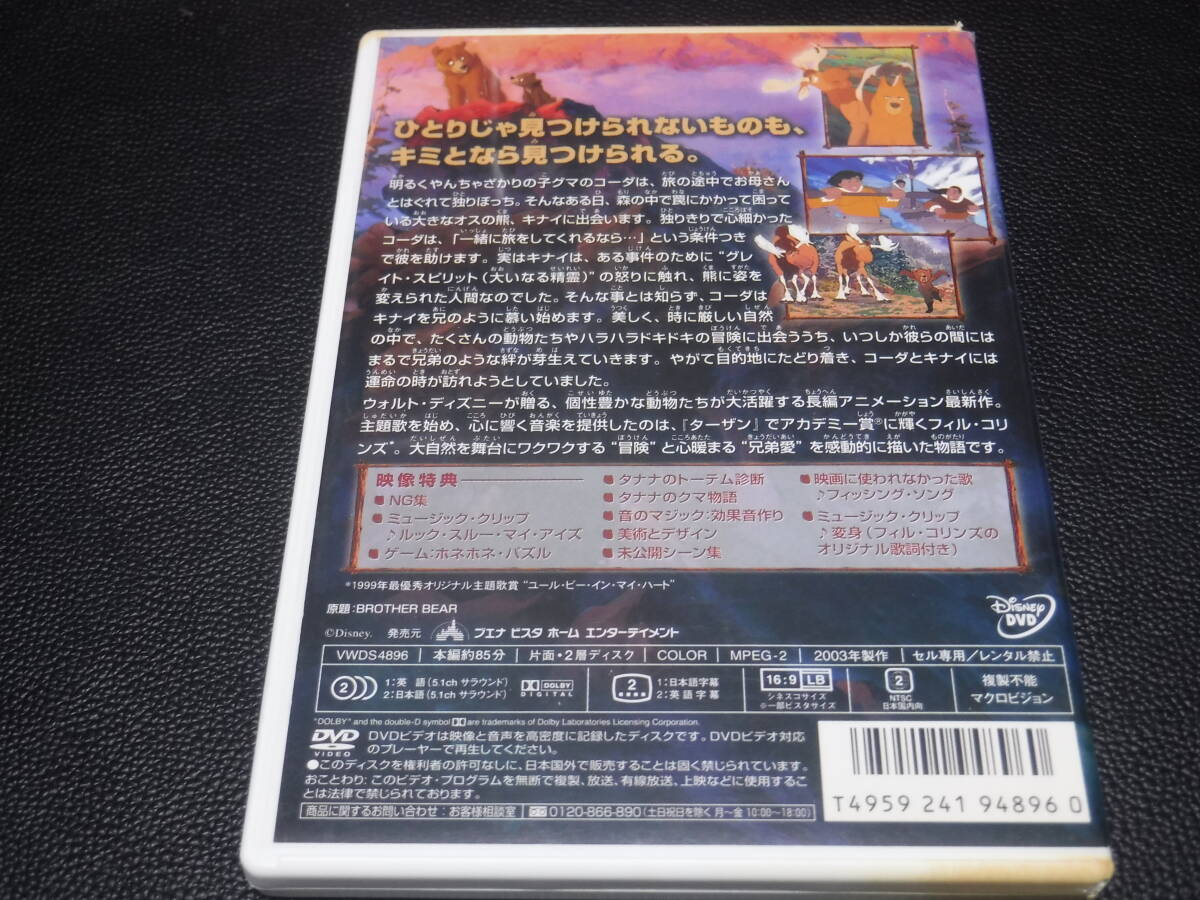 ひとりじゃ見つけられないものも、
キミとなら見つけられる。
明るくやんちゃざかりの子グマのコーダは、旅の途中でお母さん
とはぐれて独りぼっち。そんなある日、森の中で罠にかかって困って
いる大きなオスの熊、キナイに出会います。独りきりで心細かった
コーダは、「一緒に旅をしてくれるなら…」という条件つき
で彼を助けます。実はキナイは、ある事件のために“グレ
イト・スピリット(大いなる精霊)”の怒りに触れ、熊に姿を
変えられた人間なのでした。そんな事とは知らず、コーダは
キナイを兄のように慕い始めます。美しく、時に厳しい自然
の中で、たくさんの動物たちやハラハラドキドキの冒険に出会ううち、いつしか彼らの間には
まるで兄弟のような絆が芽生えていきます。やがて目的地にたどり着き、コーダとキナイには
運命の時が訪れようとしていました。
ウォルト・ディズニーが贈る、個性豊かな動物たちが大活躍する長編アニメーション最新作。
主題歌を始め、心に響く音楽を提供したのは、『ターザン』でアカデミー賞®に輝くフィル・コリ
ンズ*。大自然を舞台にワクワクする“冒険”と心暖まる“兄弟愛”を感動的に描いた物語です。
映像特典
NG集
ミュージック・クリップ
♪ルック・スルー・マイ・アイズ
ゲーム:ホネホネ・パズル
タナナのトーテム診断
タナナのクマ物語
音のマジック:効果音作り
美術とデザイン
未公開シーン集
映画に使われなかった歌
♪フィッシング・ソング
ミュージック・クリップ
♪変身(フィル・コリンズの
オリジナル歌詞付き)
*1999年最優秀オリジナル主題歌賞 “ユール・ビー・イン・マイ・ハート”
原題:BROTHER BEAR
©Disney. 発売元 ブエナ ビスタ ホーム エンターテイメント
Disney DVD
VWDS4896 本編約85分 片面・2層ディスク COLOR MPEG-2 2003年製作 セル専用/レンタル禁止
2 1:英 語(5.1ch サラウンド)
2:日本語(5.1ch サラウンド)
DOLBY DIGITAL
2 1:日本語字幕
2:英語字幕
16:9 LB
シネスコサイズ
※一部ビスタサイズ
2
NTSC
日本国内向
複製不能
マクロビジョン
"DOLBY" and the double-D symbol are trademarks of Dolby Laboratories Licensing Corporation.
DVD VIDEO
DVDビデオは映像と音声を高密度に記録したディスクです。DVDビデオ対応
のプレーヤーで再生してください。
●このディスクを権利者の許可なしに、日本国外で販売することは固く禁じられています。
おことわり:このビデオ・プログラムを無断で複製、放送、有線放送、上映などに使用するこ
とは法律で禁じられております。
商品に関するお問い合わせ:お客様相談室 0120-866-890(土日祝日を除く 月〜金 10:00〜18:00)
T4959 241 94896 0